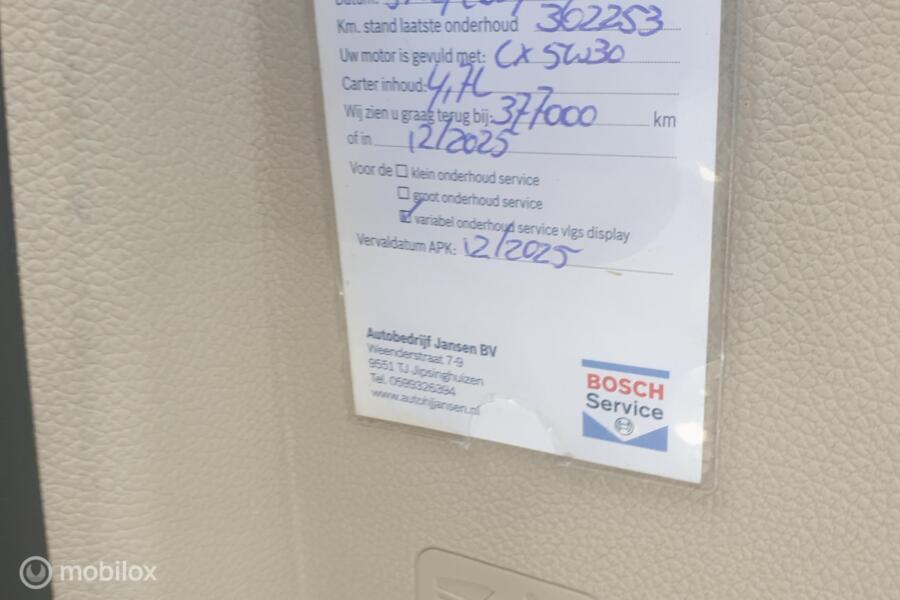 Datum:
Km. stand laatste onderhoud 362253
Uw motor is gevuld met: CX 5W30
Carter inhoud: 4,7L
Wij zien u graag terug bij: 377000 km
of in 12/2025
Voor de ☐ klein onderhoud service
☐ groot onderhoud service
☑ variabel onderhoud service vlgs display
Vervaldatum APK: 12/2025
Autobedrijf Jansen BV
Weenderstraat 7-9
9551 TJ Jipsinghuizen
Tel. 0599326394
www.autohjjansen.nl
BOSCH
Service
mobilox